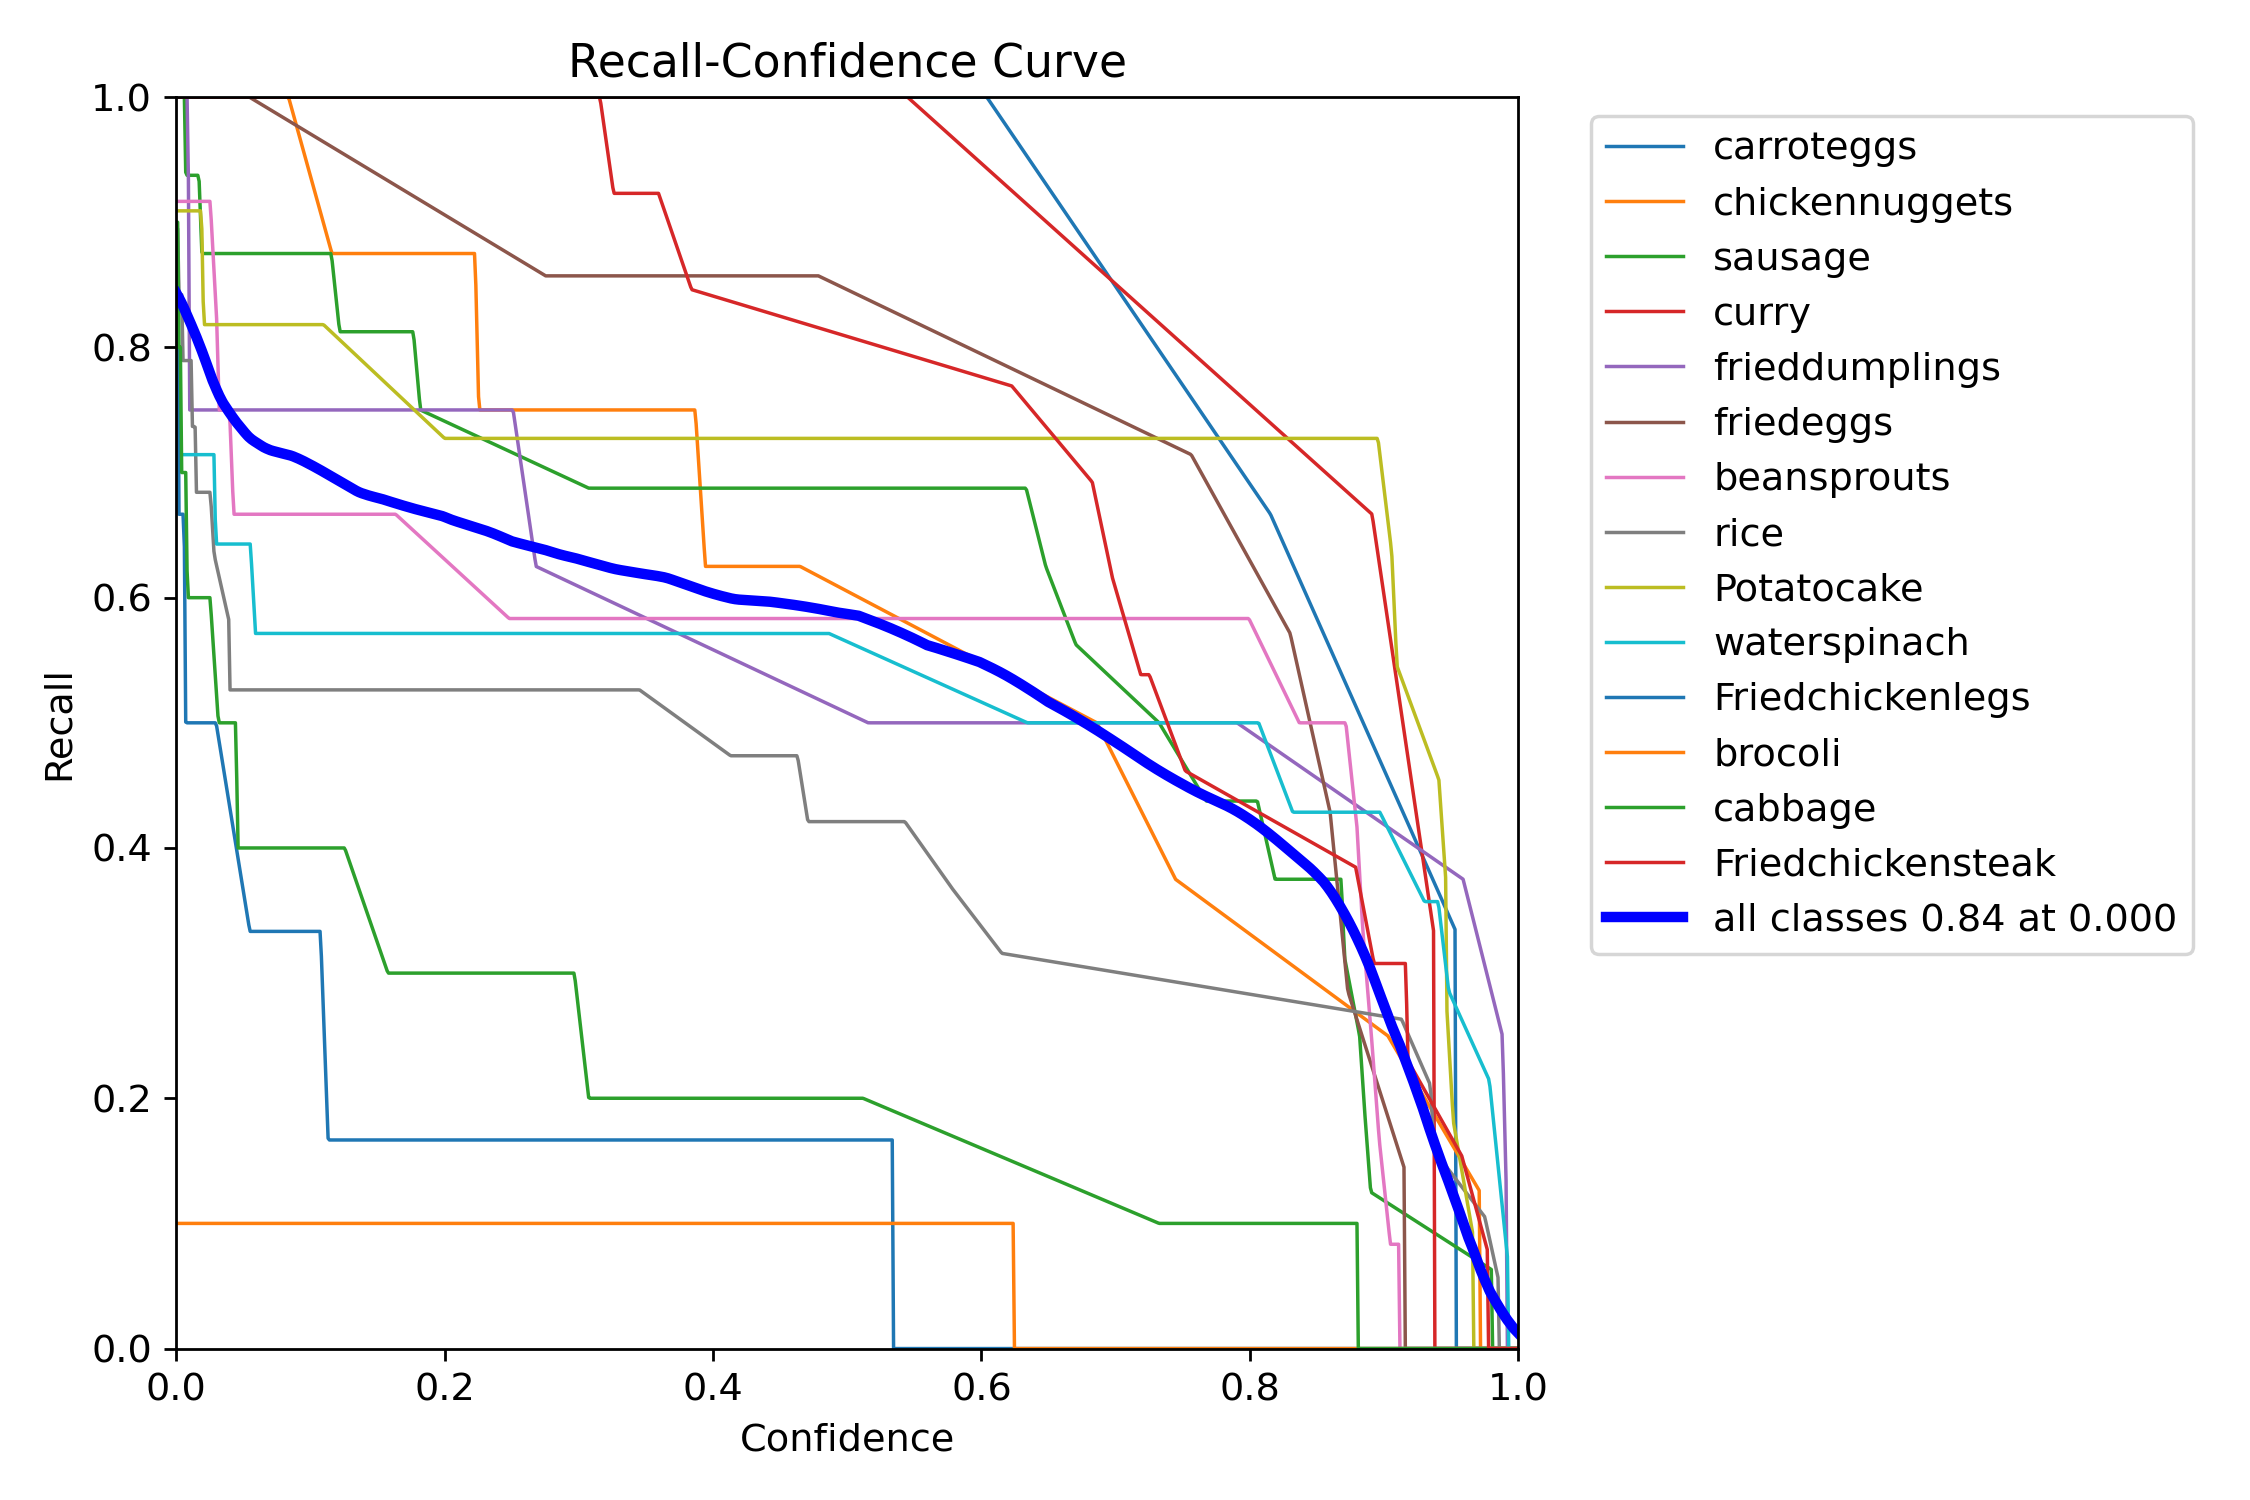 Recall-Confidence Curve
1.0
0.8
0.6
0.4
0.2
0.0
Recall
0.0 0.2 0.4 0.6 0.8 1.0
Confidence
carroteggs
chickennuggets
sausage
curry
frieddumplings
friedeggs
beansprouts
rice
Potatocake
waterspinach
Friedchickenlegs
brocoli
cabbage
Friedchickensteak
all classes 0.84 at 0.000